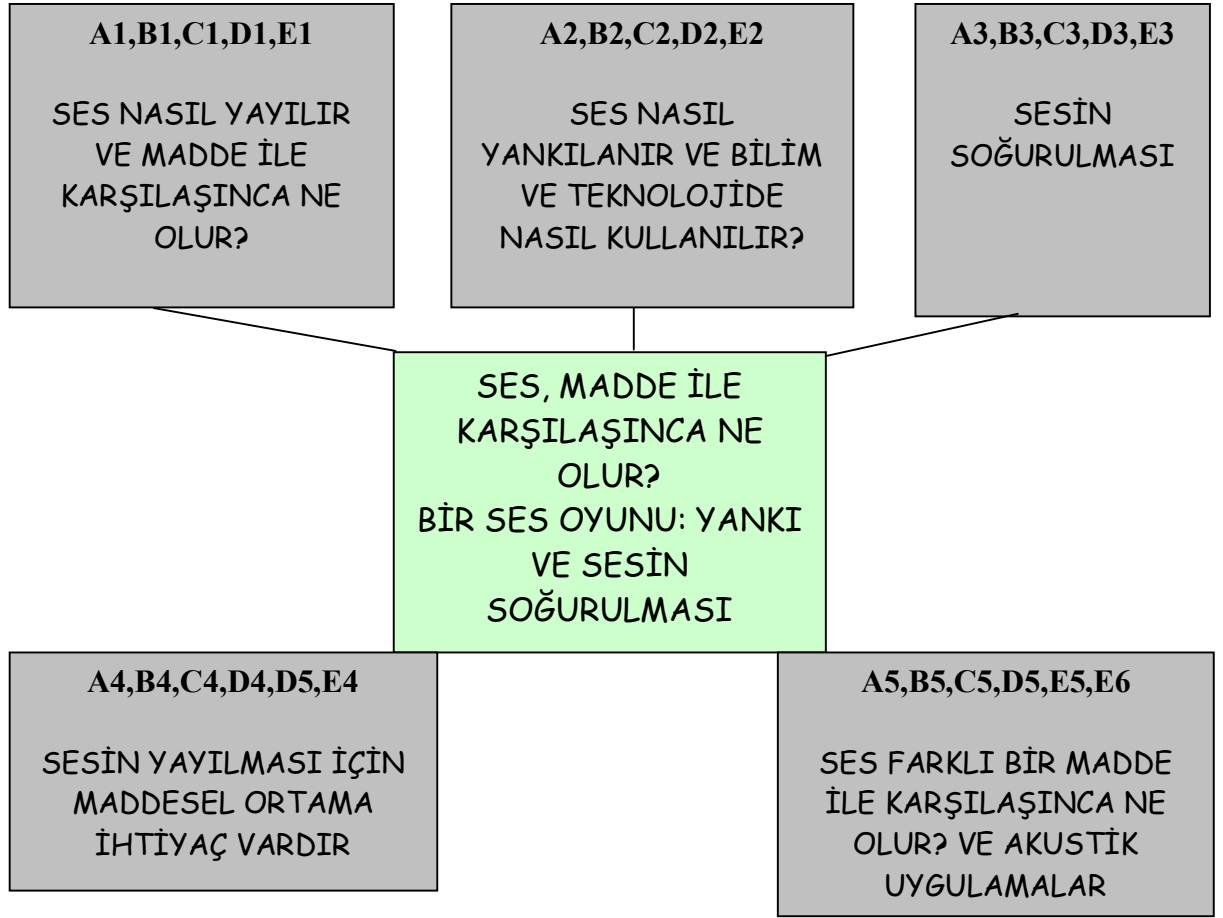 A1,B1,C1,D1,E1
SES NASIL YAYILIR
VE MADDE İLE
KARŞILAŞINCA NE
OLUR?
A2,B2,C2,D2,E2
SES NASIL
YANKILANIR VE BİLİM
VE TEKNOLOJİDE
NASIL KULLANILIR?
A3,B3,C3,D3,E3
SESİN
SOĞURULMASI
SES, MADDE İLE
KARŞILAŞINCA NE
OLUR?
BİR SES OYUNU: YANKI
VE SESİN
SOĞURULMASI
A4,B4,C4,D4,D5,E4
SESİN YAYILMASI İÇİN
MADDESEL ORTAMA
İHTİYAÇ VARDIR
A5,B5,C5,D5,E5,E6
SES FARKLI BİR MADDE
İLE KARŞILAŞINCA NE
OLUR? VE AKUSTİK
UYGULAMALAR